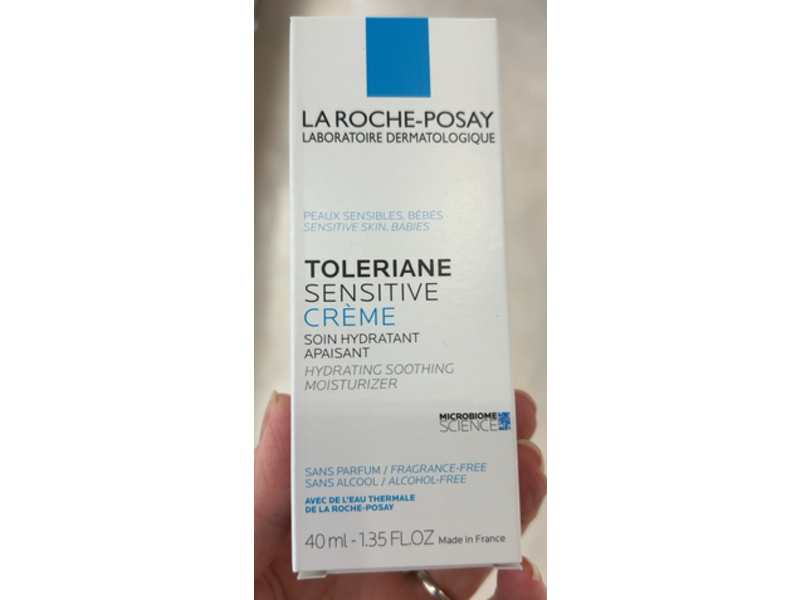 LA ROCHE-POSAY
LABORATOIRE DERMATOLOGIQUE
PEAUX SENSIBLES, BÉBÉS
SENSITIVE SKIN, BABIES
TOLERIANE
SENSITIVE
CRÈME
SOIN HYDRATANT
APAISANT
HYDRATING SOOTHING
MOISTURIZER
MICROBIOME
SCIENCE
SANS PARFUM / FRAGRANCE-FREE
SANS ALCOOL / ALCOHOL-FREE
AVEC DE L'EAU THERMALE
DE LA ROCHE-POSAY
40 ml - 1.35 FL.OZ Made in France